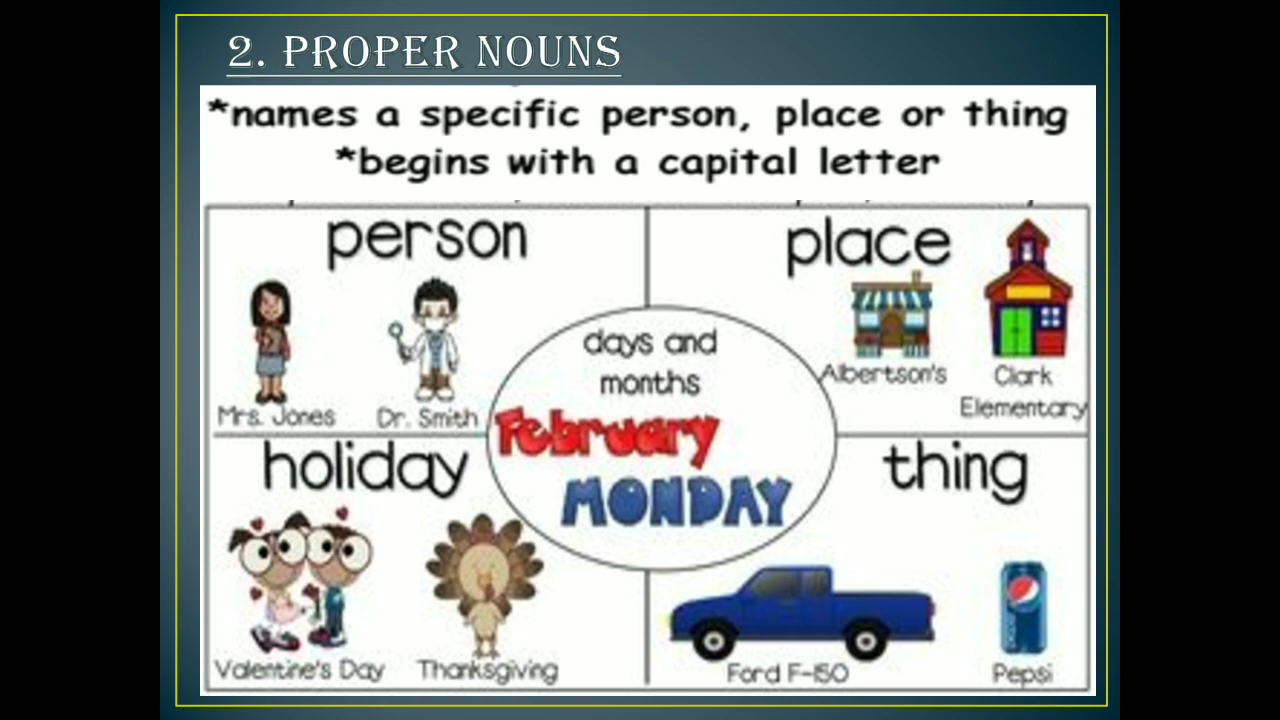 2. PROPER NOUNS
*names a specific person, place or thing
*begins with a capital letter
person
Mrs. Jones
Dr. Smith
place
Albertson's
Clark
Elementary
days and
months
February
MONDAY
holiday
Valentine's Day
Thanksgiving
thing
Ford F-150
Pepsi